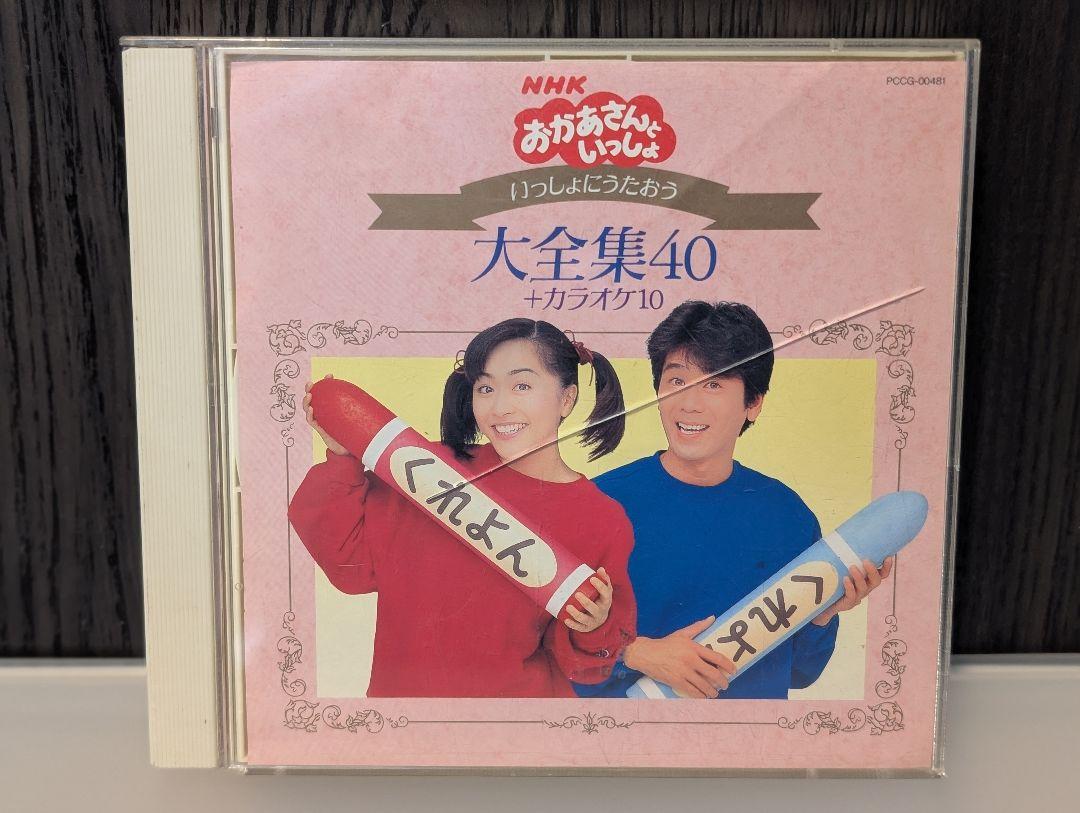 PCCG-00481
NHK
おかあさんと
いっしょ
いっしょにうたおう
大全集40
+カラオケ10
くれよん
くれよ